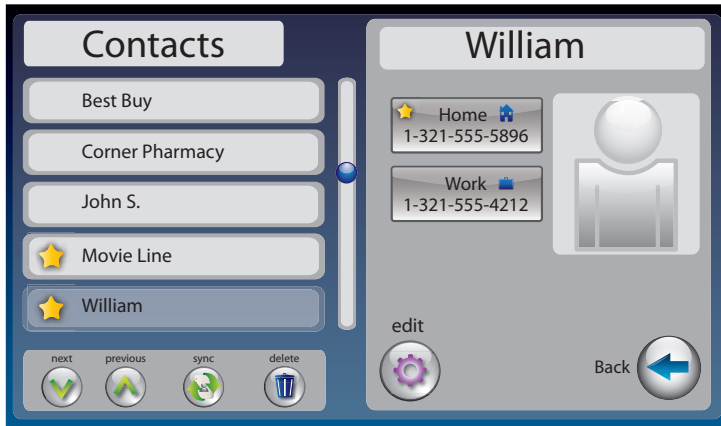 Contacts
Best Buy
Corner Pharmacy
John S.
Movie Line
William
next previous sync delete
William
Home
1-321-555-5896
Work
1-321-555-4212
edit
Back